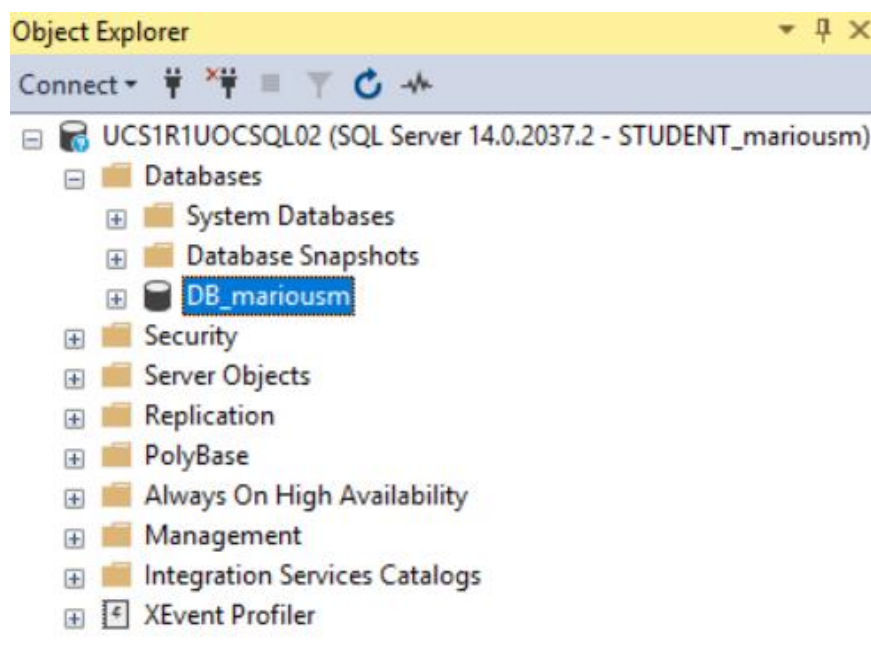 Object Explorer
Connect
UCS1R1UOCSQL02 (SQL Server 14.0.2037.2 - STUDENT_mariousm)
Databases
System Databases
Database Snapshots
DB_mariousm
Security
Server Objects
Replication
PolyBase
Always On High Availability
Management
Integration Services Catalogs
XEvent Profiler